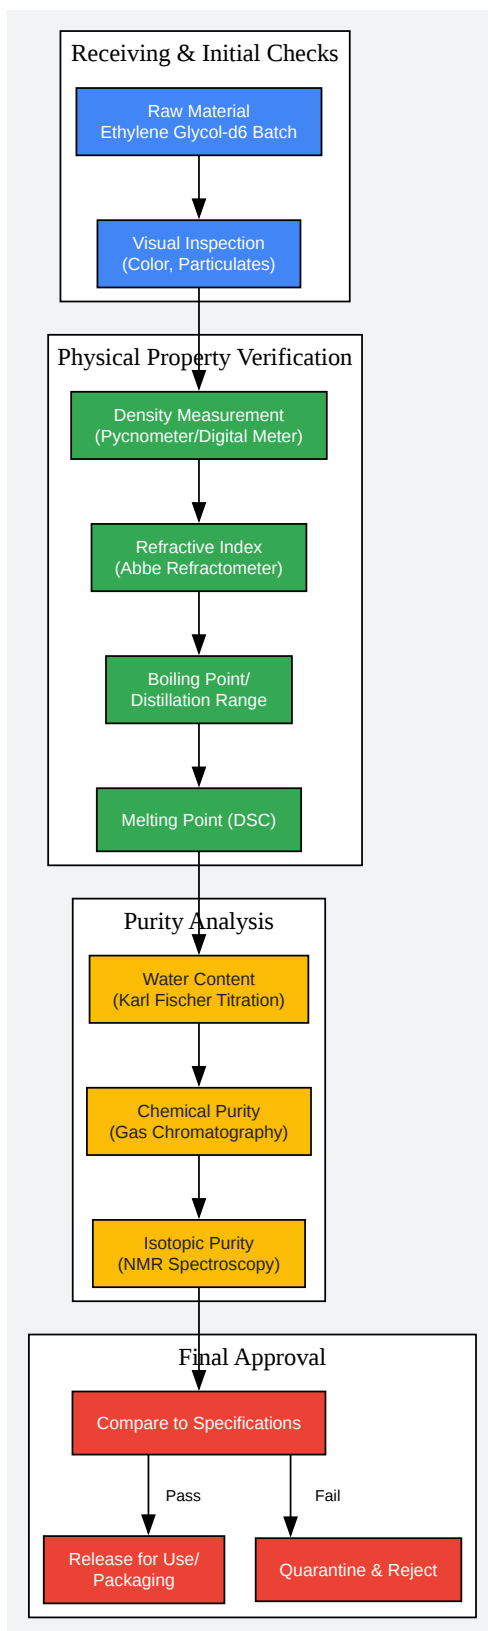 Receiving & Initial Checks
Raw Material
Ethylene Glycol-d6 Batch
Visual Inspection
(Color, Particulates)
Physical Property Verification
Density Measurement
(Pycnometer/Digital Meter)
Refractive Index
(Abbe Refractometer)
Boiling Point/
Distillation Range
Melting Point (DSC)
Purity Analysis
Water Content
(Karl Fischer Titration)
Chemical Purity
(Gas Chromatography)
Isotopic Purity
(NMR Spectroscopy)
Final Approval
Compare to Specifications
Pass
Fail
Release for Use/
Packaging
Quarantine & Reject